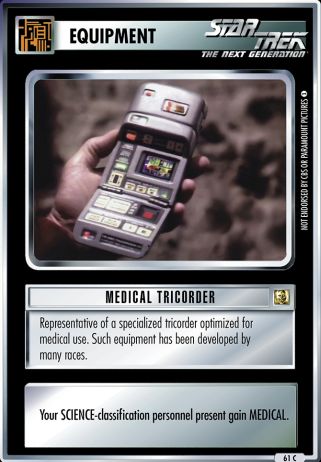 EQUIPMENT
STAR TREK
THE NEXT GENERATION
NOT ENDORSED BY CBS OR PARAMOUNT PICTURES
MEDICAL TRICORDER
Representative of a specialized tricorder optimized for
medical use. Such equipment has been developed by
many races.
Your SCIENCE-classification personnel present gain MEDICAL.
61 C